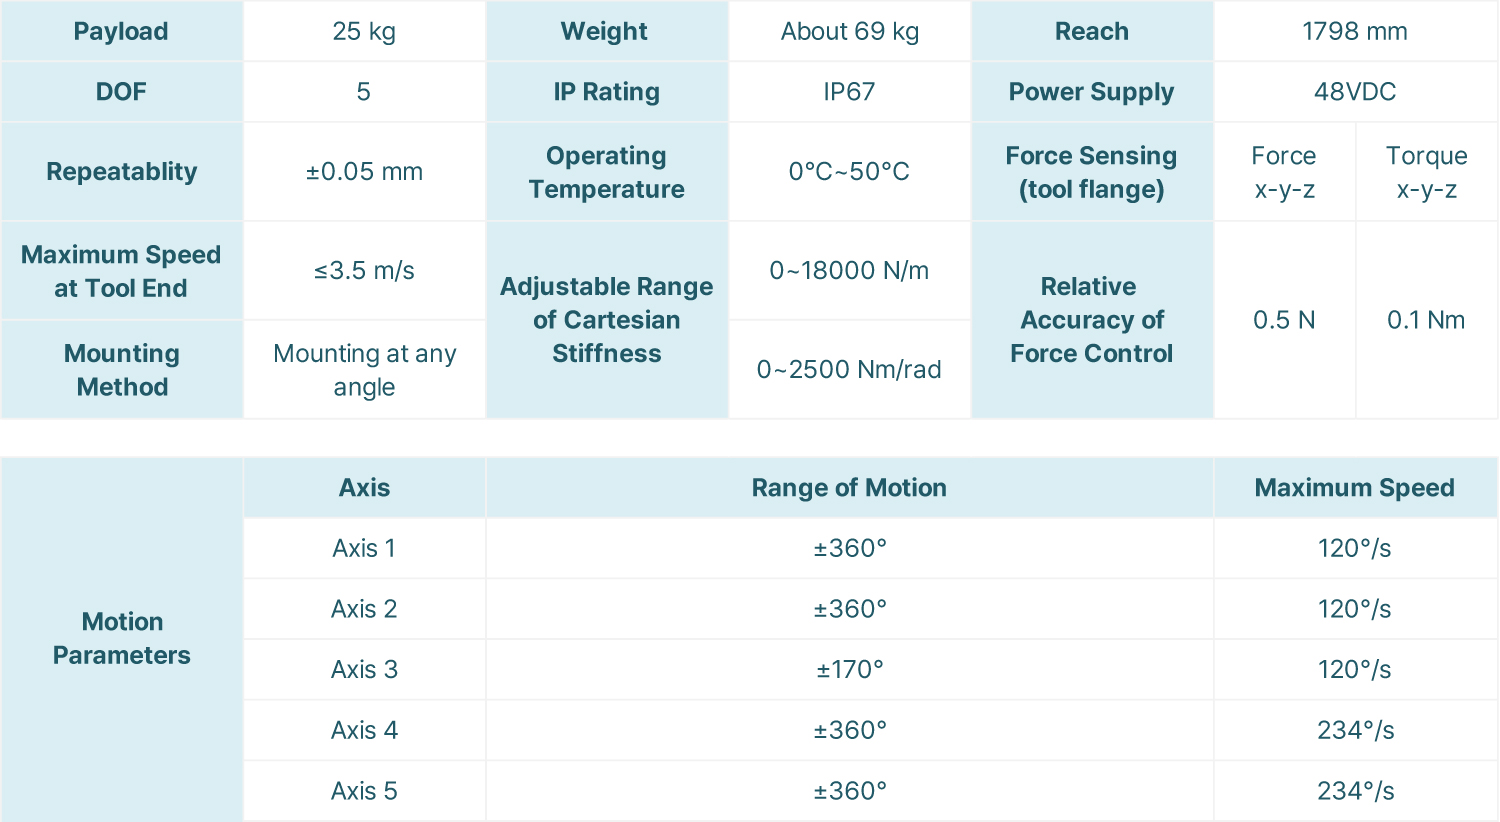 Payload 25 kg Weight About 69 kg Reach 1798 mm
DOF 5 IP Rating IP67 Power Supply 48VDC
Repeatablity ±0.05 mm Operating Temperature 0°C~50°C Force Sensing (tool flange) Force x-y-z Torque x-y-z
Maximum Speed at Tool End ≤3.5 m/s Adjustable Range of Cartesian Stiffness 0~18000 N/m Relative Accuracy of Force Control 0.5 N 0.1 Nm
Mounting Method Mounting at any angle 0~2500 Nm/rad
Motion Parameters Axis Range of Motion Maximum Speed
Axis 1 ±360° 120°/s
Axis 2 ±360° 120°/s
Axis 3 ±170° 120°/s
Axis 4 ±360° 234°/s
Axis 5 ±360° 234°/s